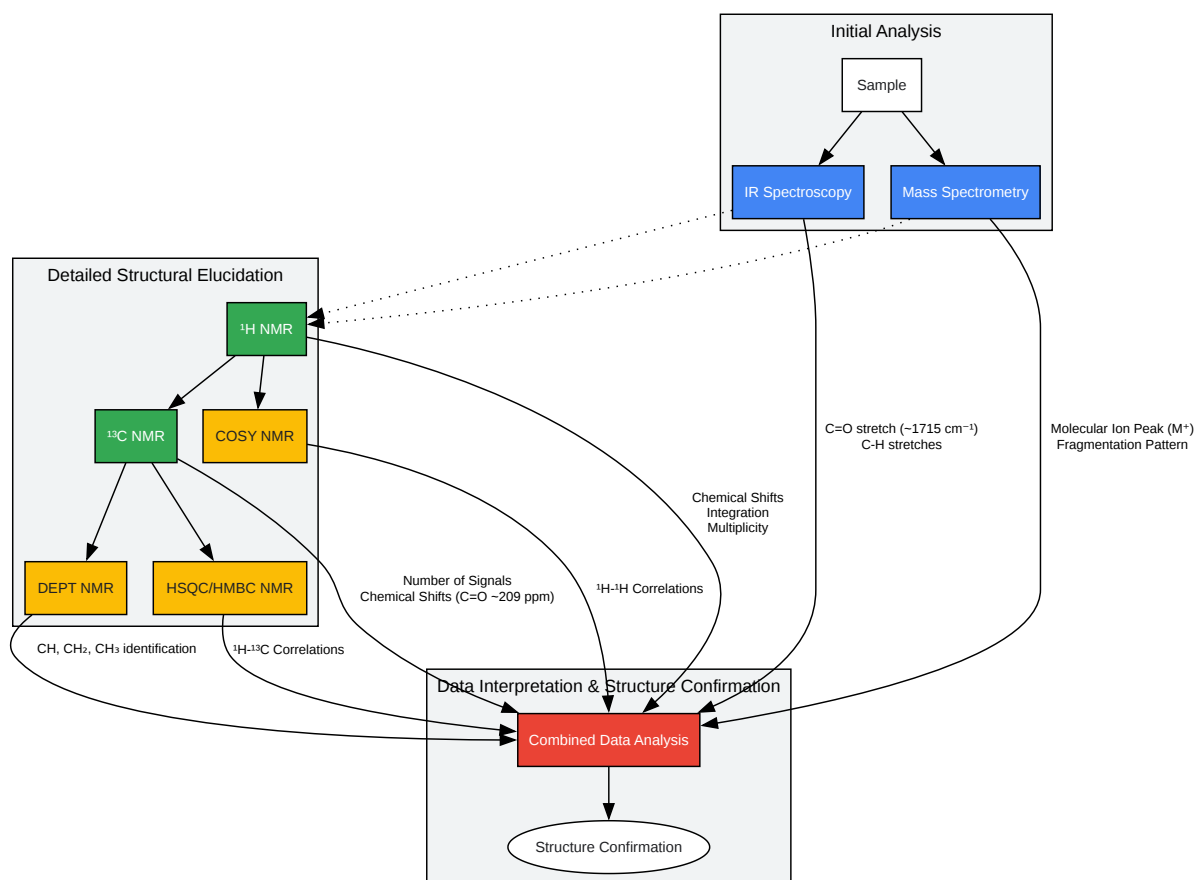 Initial Analysis
Sample
IR Spectroscopy
Mass Spectrometry
Detailed Structural Elucidation
¹H NMR
¹³C NMR
COSY NMR
C=O stretch (~1715 cm⁻¹)
C-H stretches
Molecular Ion Peak (M⁺)
Fragmentation Pattern
Chemical Shifts
Integration
Multiplicity
DEPT NMR
HSQC/HMBC NMR
Number of Signals
Chemical Shifts (C=O ~209 ppm)
¹H-¹H Correlations
CH, CH₂, CH₃ identification
¹H-¹³C Correlations
Data Interpretation & Structure Confirmation
Combined Data Analysis
Structure Confirmation